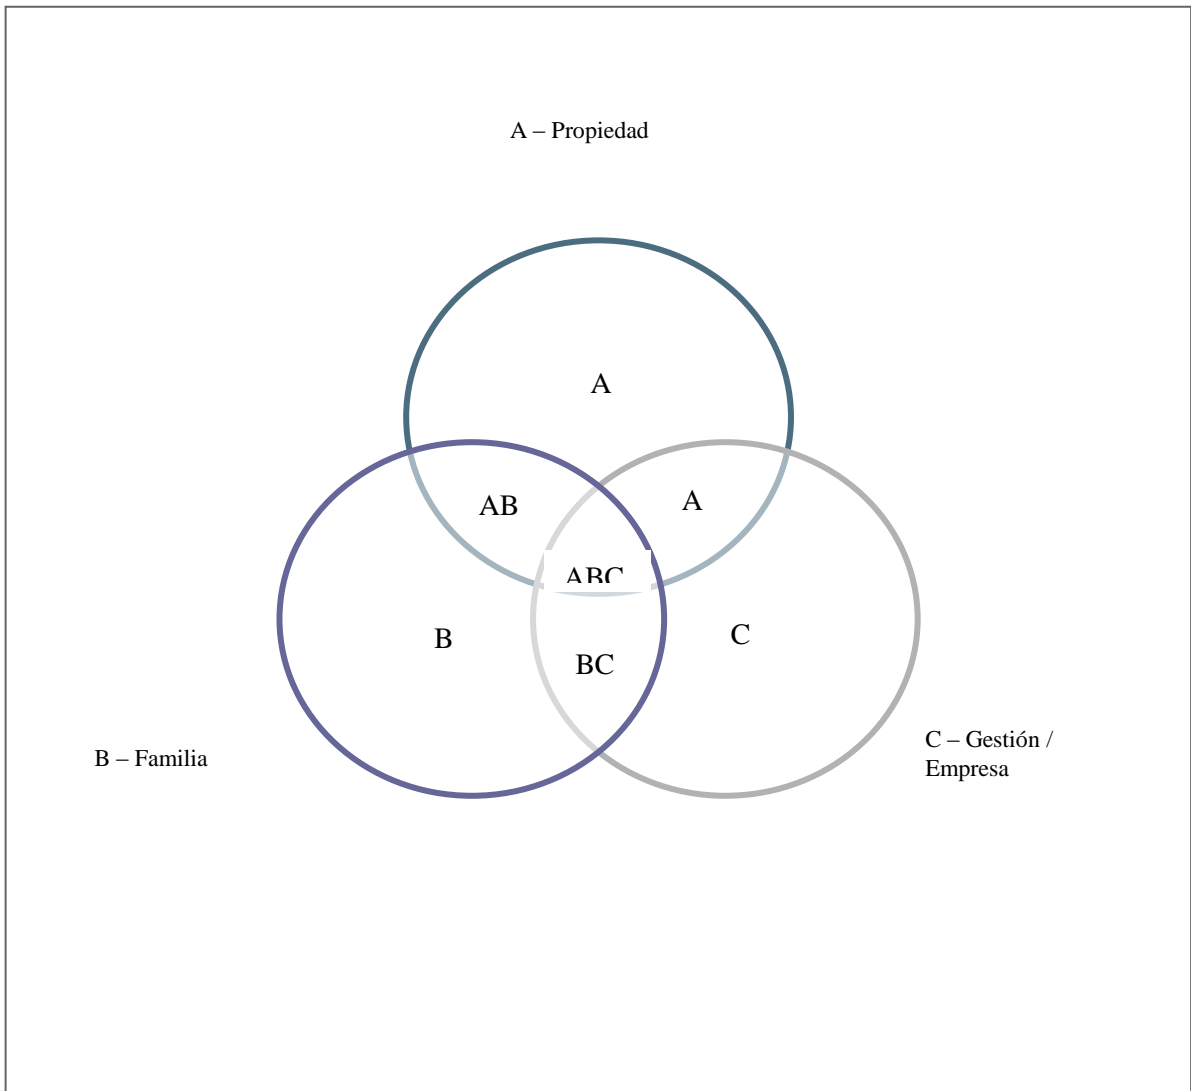 A – Propiedad
A
AB
A
ABC
B
C
BC
B – Familia
C – Gestión /
Empresa